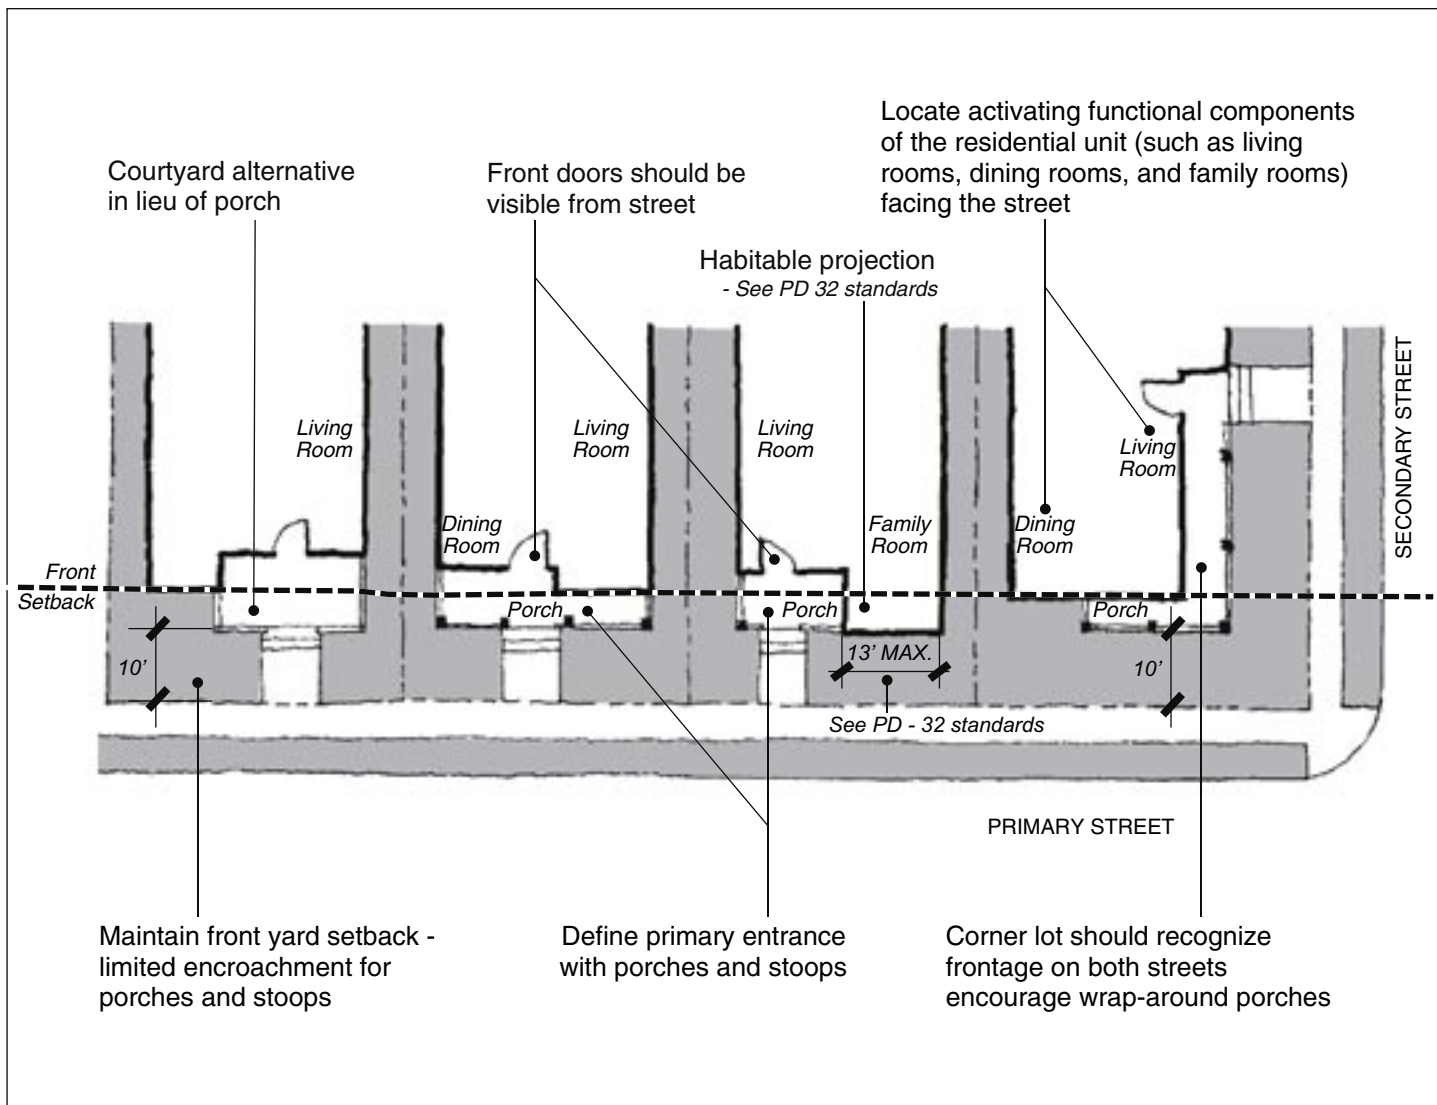 Locate activating functional components
of the residential unit (such as living
rooms, dining rooms, and family rooms)
facing the street
Courtyard alternative
in lieu of porch
Front doors should be
visible from street
Habitable projection
- See PD 32 standards
SECONDARY STREET
Living
Room
Living
Room
Living
Room
Living
Room
Dining
Room
Family
Room
Dining
Room
Front
Setback
Porch
Porch
Porch
10'
13' MAX.
10'
See PD - 32 standards
PRIMARY STREET
Maintain front yard setback -
limited encroachment for
porches and stoops
Define primary entrance
with porches and stoops
Corner lot should recognize
frontage on both streets
encourage wrap-around porches